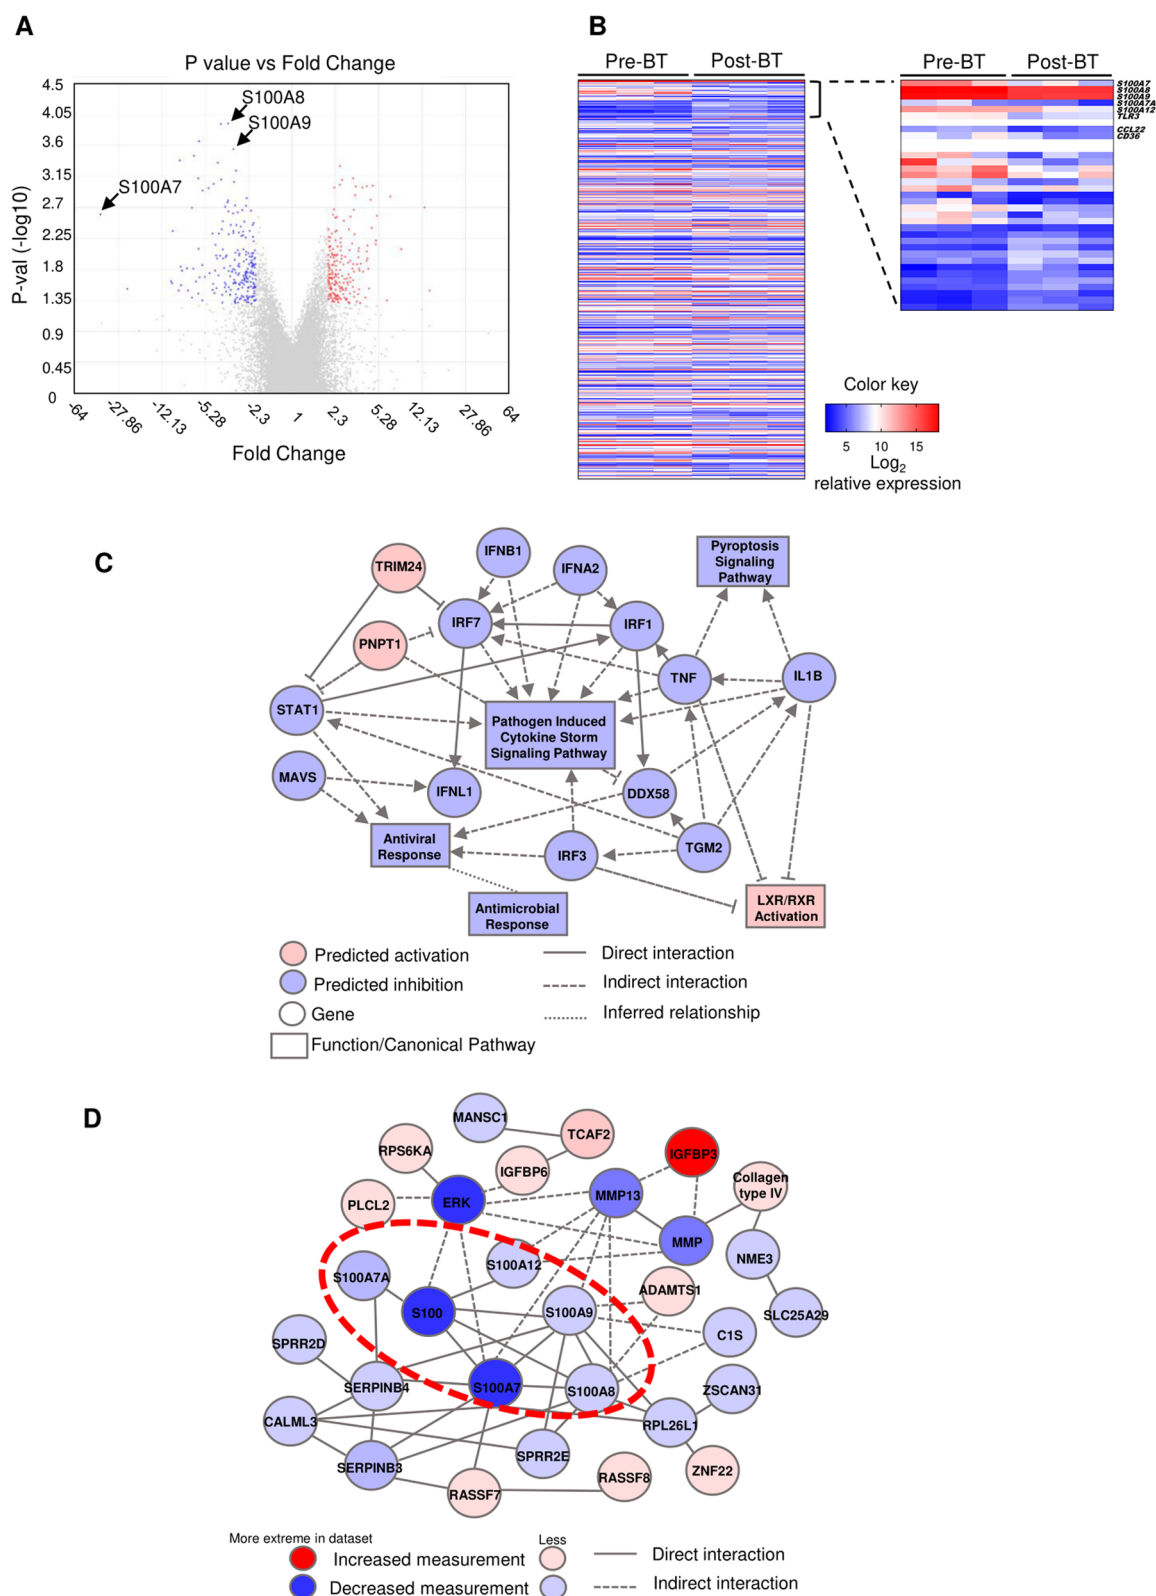 A
P value vs Fold Change
4.5
4.05
3.6
3.15
2.7
2.25
1.8
1.35
0.9
0.45
0
P-val (-log10)
S100A8
S100A9
S100A7
-64
-27.86
-12.13
-5.28
-2.3
1
2.3
5.28
12.13
27.86
64
Fold Change
B
Pre-BT
Post-BT
Pre-BT
Post-BT
S100A7
S100A8
S100A9
S100A7A
S100A12
TLR3
CCL22
CD36
Color key
5
10
15
Log2
relative expression
C
TRIM24
IFNB1
IFNA2
Pyroptosis
Signaling
Pathway
PNPT1
IRF7
IRF1
TNF
IL1B
STAT1
Pathogen Induced
Cytokine Storm
Signaling Pathway
MAVS
IFNL1
DDX58
Antiviral
Response
IRF3
TGM2
Antimicrobial
Response
LXR/RXR
Activation
Predicted activation
Predicted inhibition
Gene
Function/Canonical Pathway
Direct interaction
Indirect interaction
Inferred relationship
D
MANSC1
TCAF2
RPS6KA
IGFBP6
IGFBP3
Collagen
type IV
PLCL2
ERK
MMP13
MMP
NME3
S100A7A
S100A12
ADAMTS1
S100
S100A9
SLC25A29
C1S
SPRR2D
SERPINB4
S100A7
S100A8
ZSCAN31
CALML3
RPL26L1
SERPINB3
SPRR2E
RASSF7
RASSF8
ZNF22
More extreme in dataset
Less
Increased measurement
Decreased measurement
Direct interaction
Indirect interaction